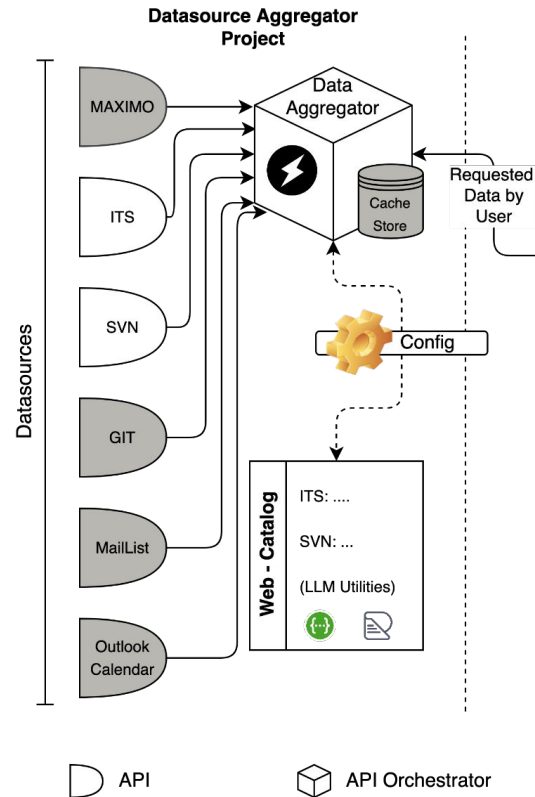 Datasource Aggregator
Project
Datasources
MAXIMO
ITS
SVN
GIT
MailList
Outlook
Calendar
Data
Aggregator
Cache
Store
Requested
Data by
User
Config
Web - Catalog
ITS: ....
SVN: ...
(LLM Utilities)
{...}
API
API Orchestrator